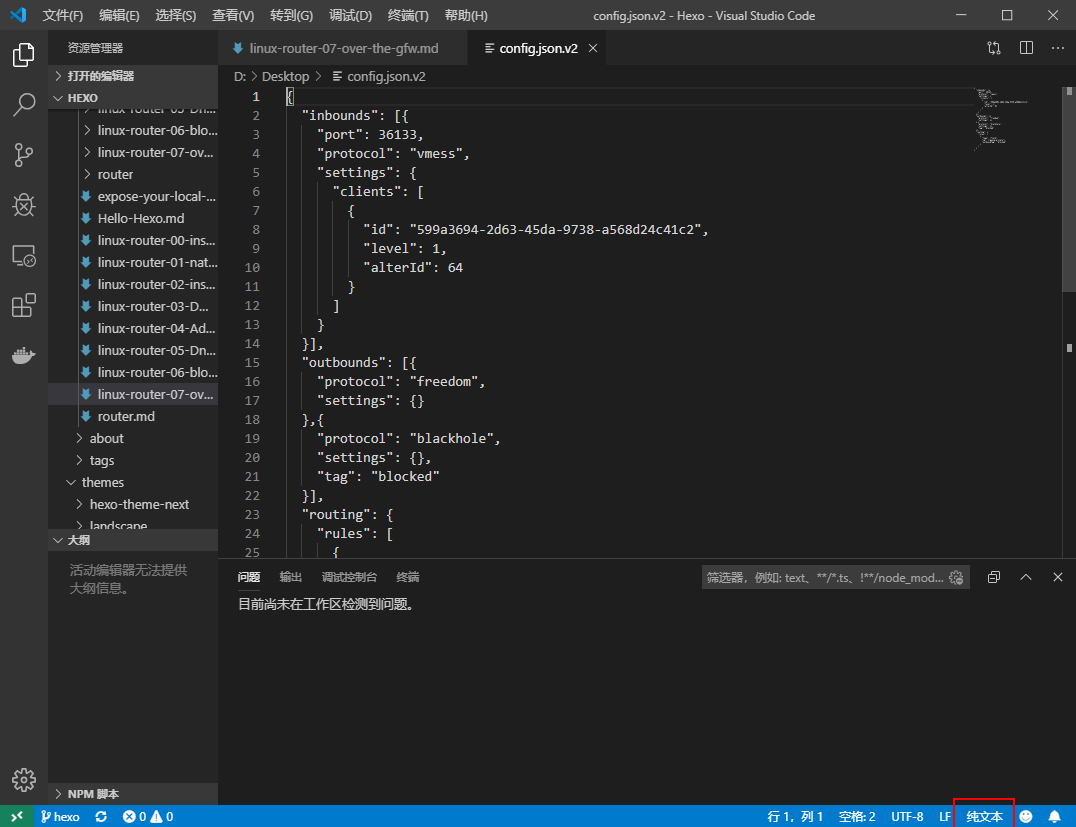 文件(F) 编辑(E) 选择(S) 查看(V) 转到(G) 调试(D) 终端(T) 帮助(H) config.json.v2 - Hexo - Visual Studio Code
资源管理器
打开的编辑器
HEXO
linux-router-05-Dn...
linux-router-06-blo...
linux-router-07-ov...
router
expose-your-local-...
Hello-Hexo.md
linux-router-00-ins...
linux-router-01-nat...
linux-router-02-ins...
linux-router-03-D...
linux-router-04-Ad...
linux-router-05-Dn...
linux-router-06-blo...
linux-router-07-ov...
router.md
about
tags
themes
hexo-theme-next
landscape
大纲
活动编辑器无法提供
大纲信息。
NPM 脚本
linux-router-07-over-the-gfw.md config.json.v2
D: > Desktop > config.json.v2
1 {
2 "inbounds": [{
3 "port": 36133,
4 "protocol": "vmess",
5 "settings": {
6 "clients": [
7 {
8 "id": "599a3694-2d63-45da-9738-a568d24c41c2",
9 "level": 1,
10 "alterId": 64
11 }
12 ]
13 }
14 }],
15 "outbounds": [{
16 "protocol": "freedom",
17 "settings": {}
18 },{
19 "protocol": "blackhole",
20 "settings": {},
21 "tag": "blocked"
22 }],
23 "routing": {
24 "rules": [
25 {
问题 输出 调试控制台 终端 筛选器，例如: text、**/*.ts、!**/node_mod...
目前尚未在工作区检测到问题。
hexo 0 0 行 1，列 1 空格: 2 UTF-8 LF 纯文本